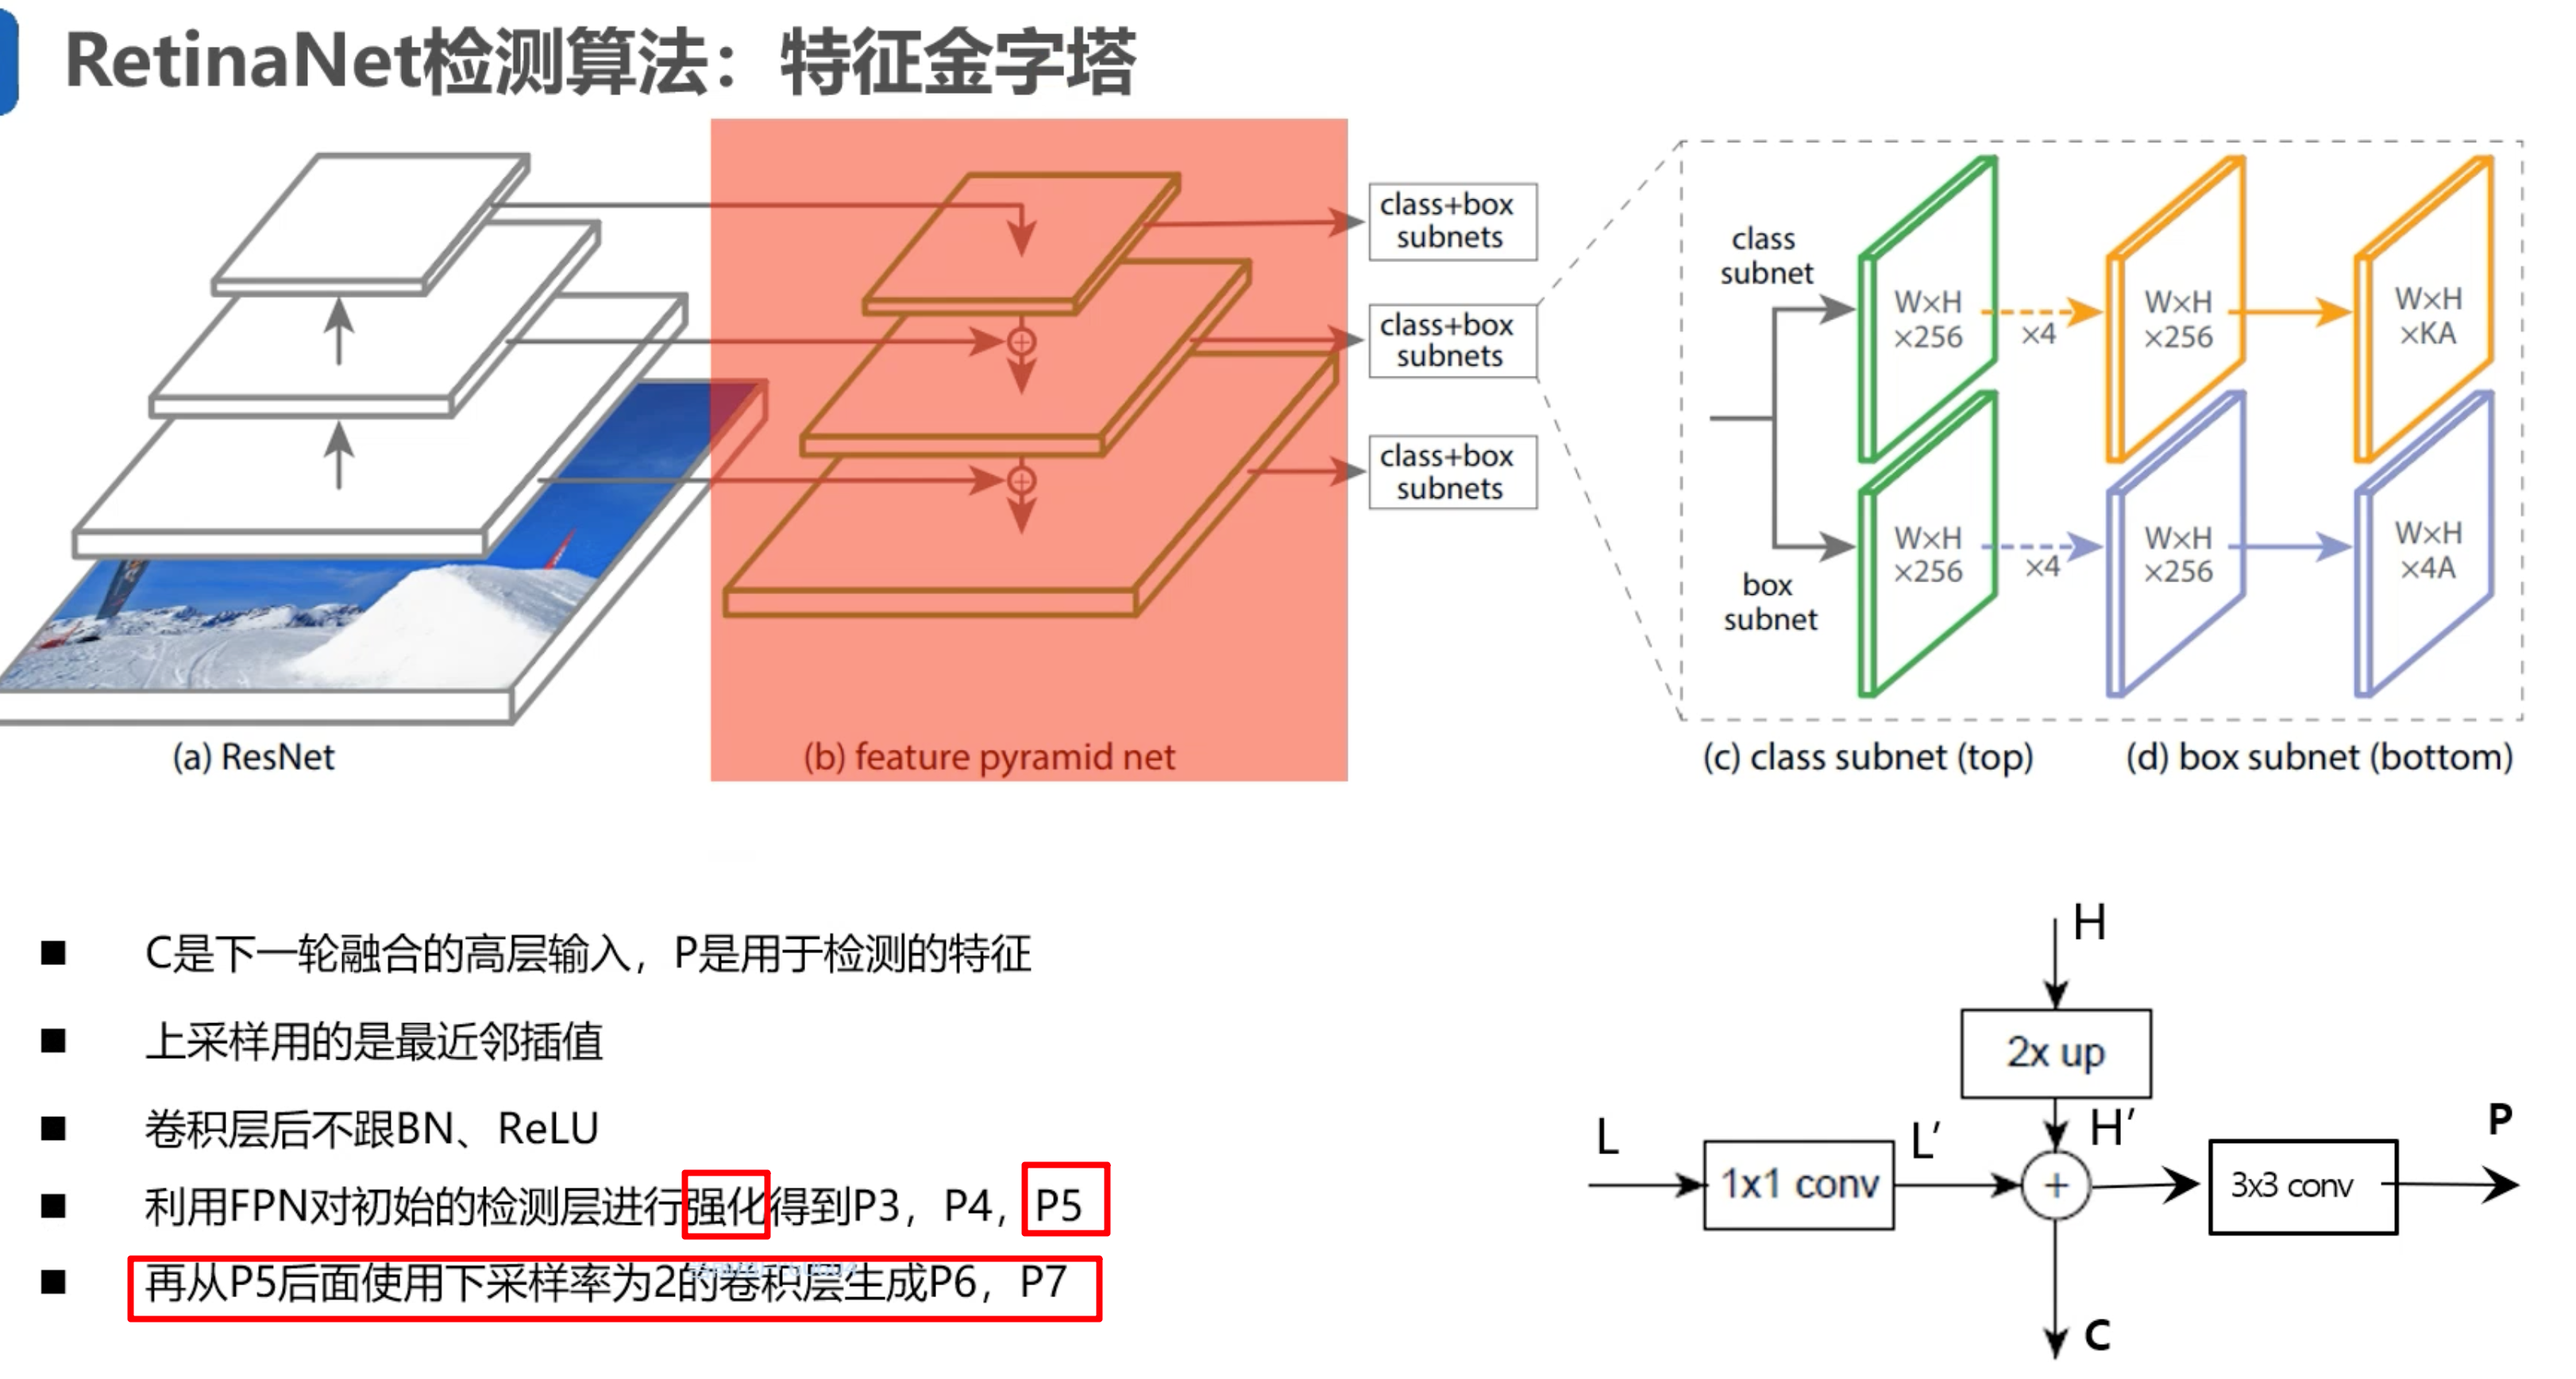 RetinaNet检测算法：特征金字塔
class+box
subnets
class+box
subnets
class+box
subnets
class
subnet
W×H
×256
×4
W×H
×256
W×H
×KA
box
subnet
W×H
×256
×4
W×H
×256
W×H
×4A
(a) ResNet
(b) feature pyramid net
(c) class subnet (top)
(d) box subnet (bottom)
C是下一轮融合的高层输入，P是用于检测的特征
上采样用的是最近邻插值
卷积层后不跟BN、ReLU
利用FPN对初始的检测层进行强化得到P3，P4，P5
再从P5后面使用下采样率为2的卷积层生成P6，P7
H
2x up
H′
L
1x1 conv
L′
+
3x3 conv
P
C